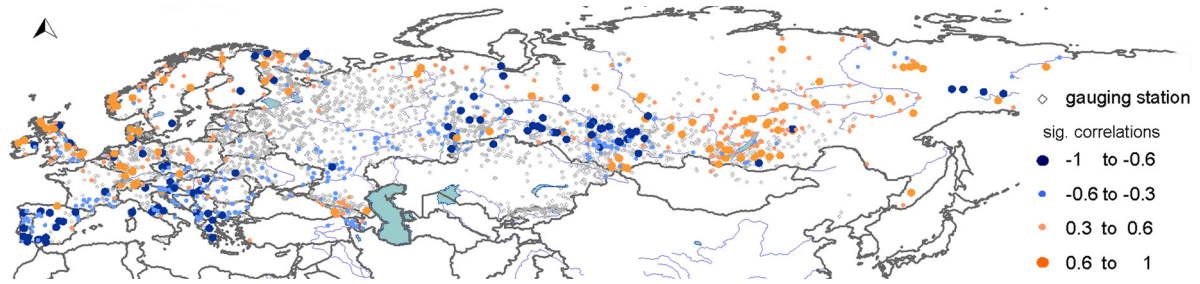 gauging station
sig. correlations
-1 to -0.6
-0.6 to -0.3
0.3 to 0.6
0.6 to 1